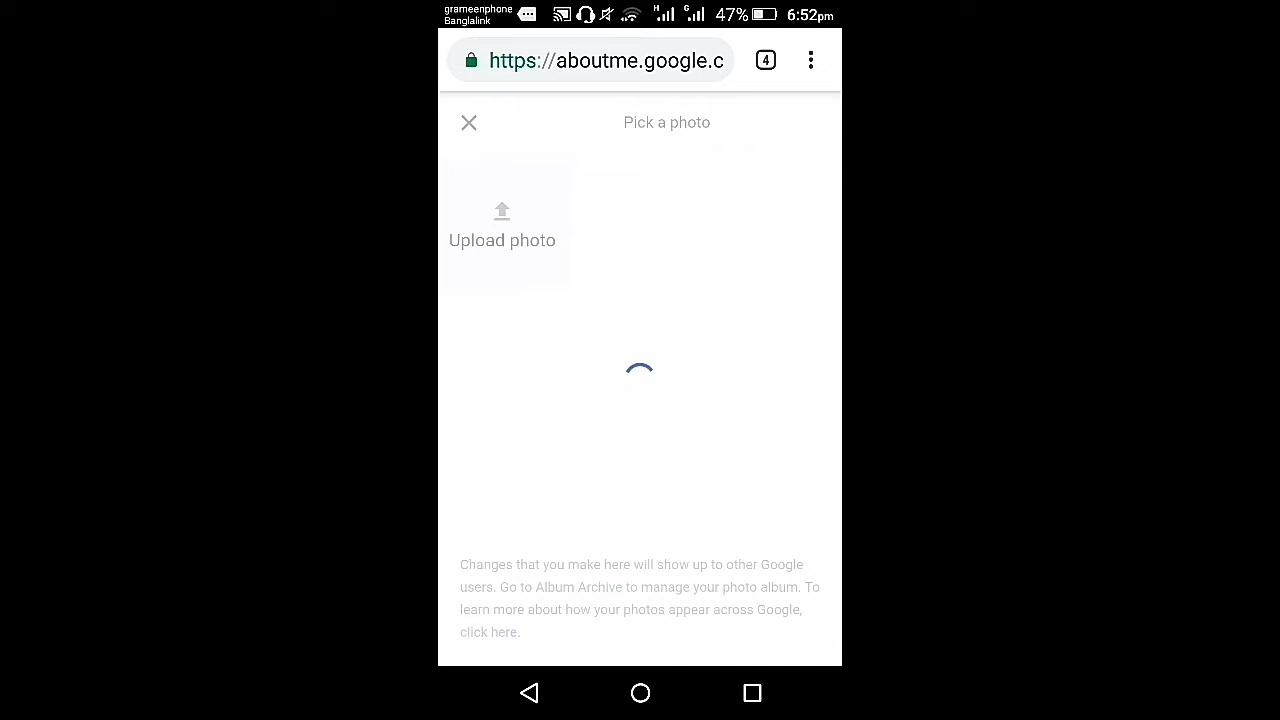 grameenphone
Banglalink
H
G
47%
6:52pm
https://aboutme.google.c
4
Pick a photo
Upload photo
Changes that you make here will show up to other Google
users. Go to Album Archive to manage your photo album. To
learn more about how your photos appear across Google,
click here.